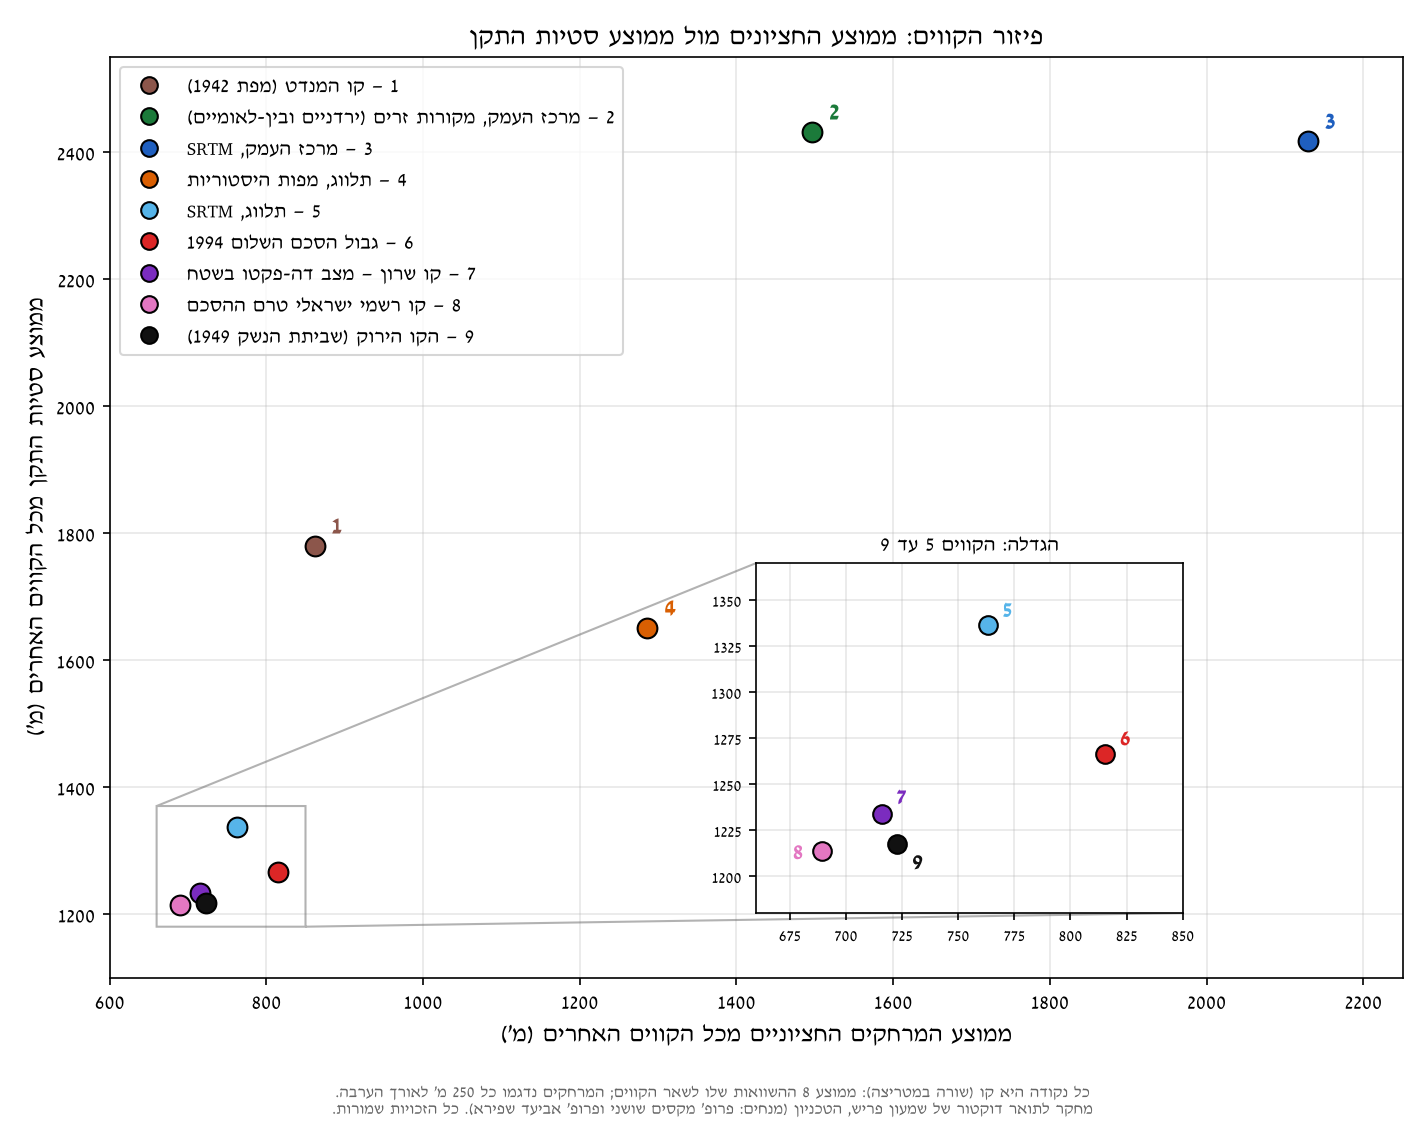 פיזור הקווים: ממוצע החציונים מול ממוצע סטיות התקן
1 – קו המנדט (מפת 1942)
2 – מרכז העמק, מקורות זרים (ירדניים ובין-לאומיים)
3 – מרכז העמק, SRTM
4 – תלווג, מפות היסטוריות
5 – תלווג, SRTM
6 – גבול הסכם השלום 1994
7 – קו שרון – מצב דה-פקטו בשטח
8 – קו רשמי ישראלי טרם ההסכם
9 – הקו הירוק (שביתת הנשק 1949)
ממוצע סטיות התקן מכל הקווים האחרים (מ')
2400
2200
2000
1800
1600
1400
1200
2
3
1
4
הגדלה: הקווים 5 עד 9
1350
1325
1300
1275
1250
1225
1200
5
6
7
8
9
675 700 725 750 775 800 825 850
600 800 1000 1200 1400 1600 1800 2000 2200
ממוצע המרחקים החציוניים מכל הקווים האחרים (מ')
כל נקודה היא קו (שורה במטריצה): ממוצע 8 ההשוואות שלו לשאר הקווים; המרחקים נדגמו כל 250 מ' לאורך הערבה.
מחקר לתואר דוקטור של שמעון פריש, הטכניון (מנחים: פרופ' מקסים שושני ופרופ' אביעד שפירא). כל הזכויות שמורות.